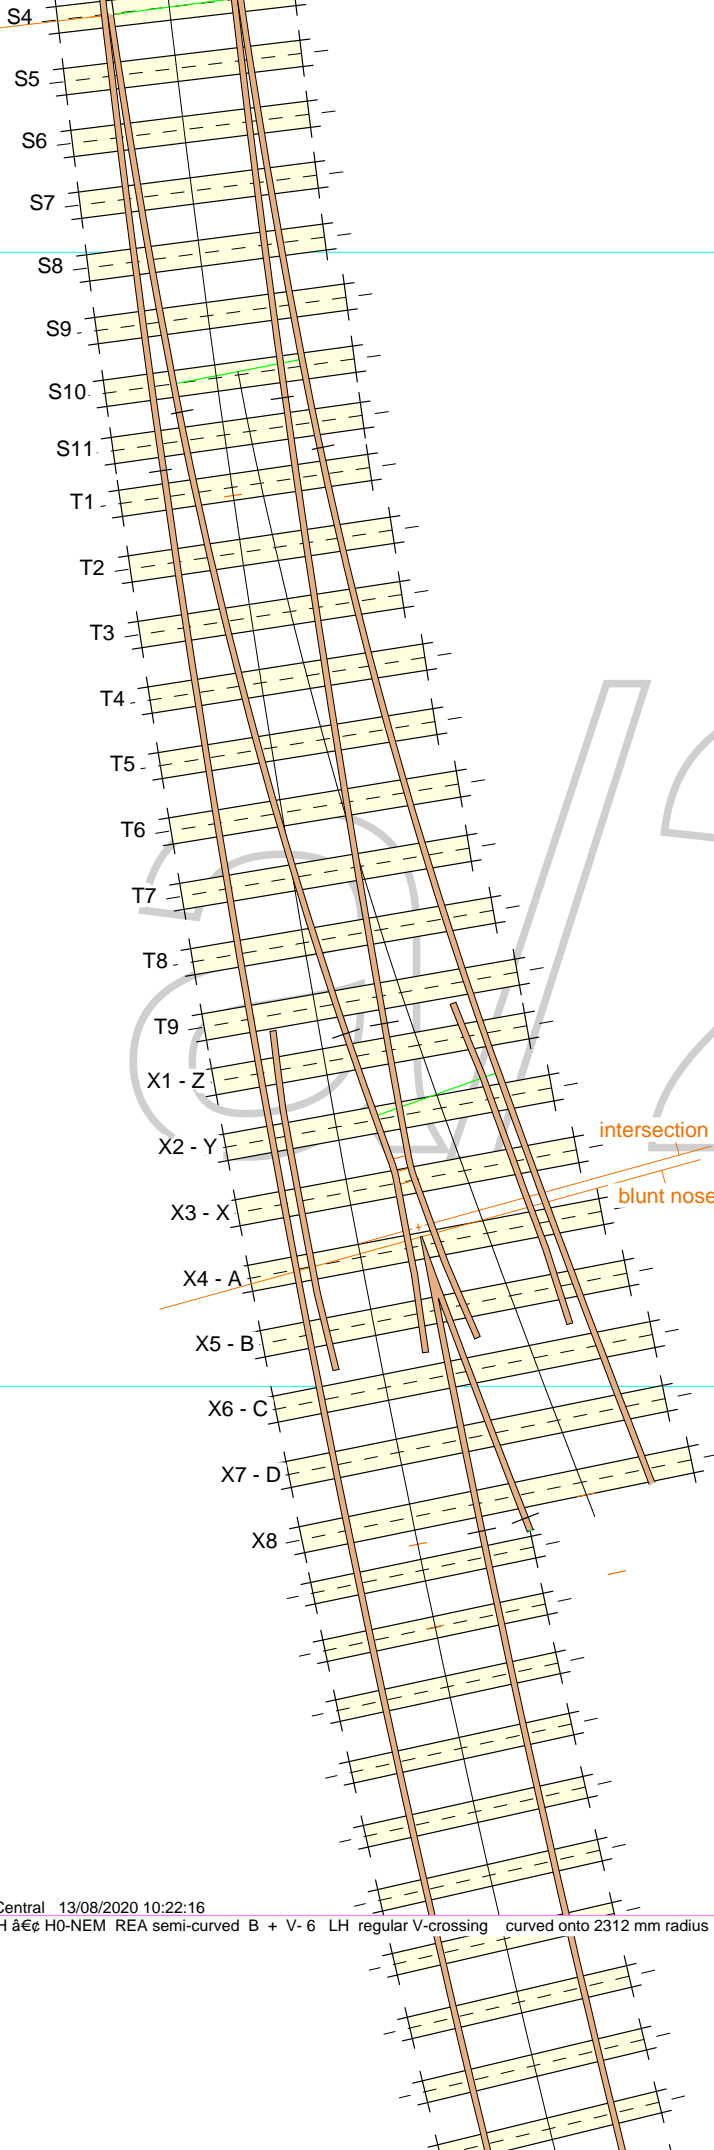 S4
S5
S6
S7
S8
S9
S10
S11
T1
T2
T3
T4
T5
T6
T7
T8
T9
X1 - Z
X2 - Y
intersection
X3 - X
blunt nose
X4 - A
X5 - B
X6 - C
X7 - D
X8
Central 13/08/2020 10:22:16
H • H0-NEM REA semi-curved B + V- 6 LH regular V-crossing curved onto 2312 mm radius
a/2